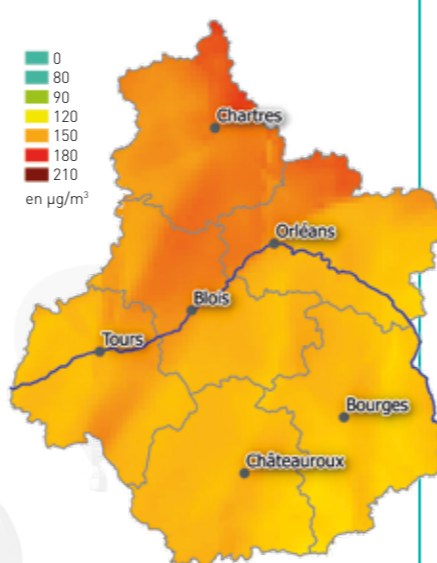 0
80
90
120
150
180
210
en µg/m³
Chartres
Orléans
Blois
Tours
Bourges
Châteauroux